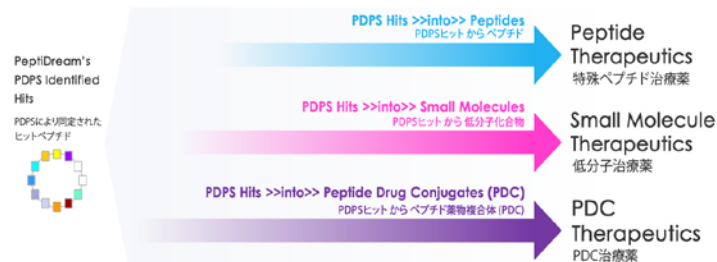 PeptiDream's
PDPS Identified
Hits
PDPSにより同定された
ヒットペプチド
PDPS Hits >>into>> Peptides
PDPSヒット から ペプチド
Peptide
Therapeutics
特殊ペプチド治療薬
PDPS Hits >>into>> Small Molecules
PDPSヒット から 低分子化合物
Small Molecule
Therapeutics
低分子治療薬
PDPS Hits >>into>> Peptide Drug Conjugates (PDC)
PDPSヒット から ペプチド薬物複合体 (PDC)
PDC
Therapeutics
PDC治療薬